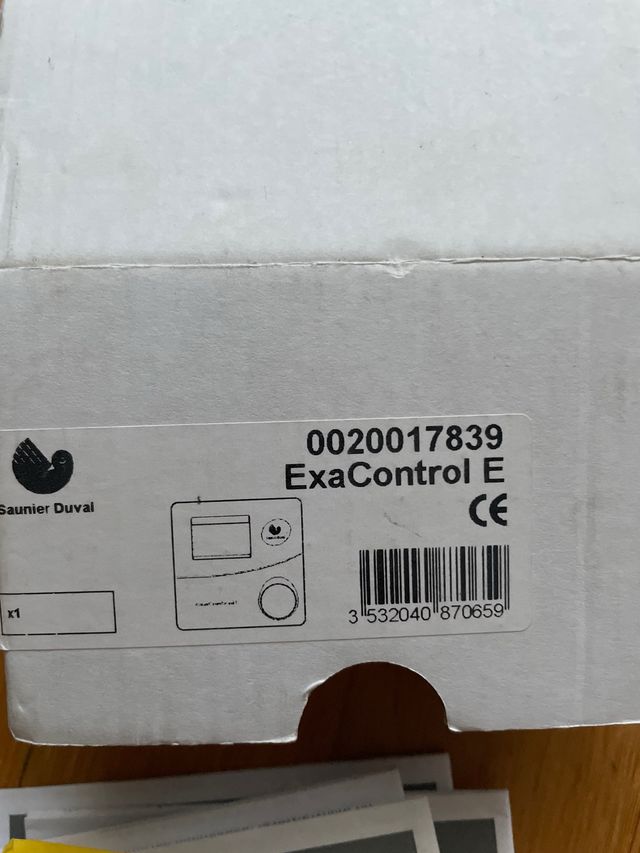 0020017839
ExaControl E
Saunier Duval
CE
x1
3 532040 870659